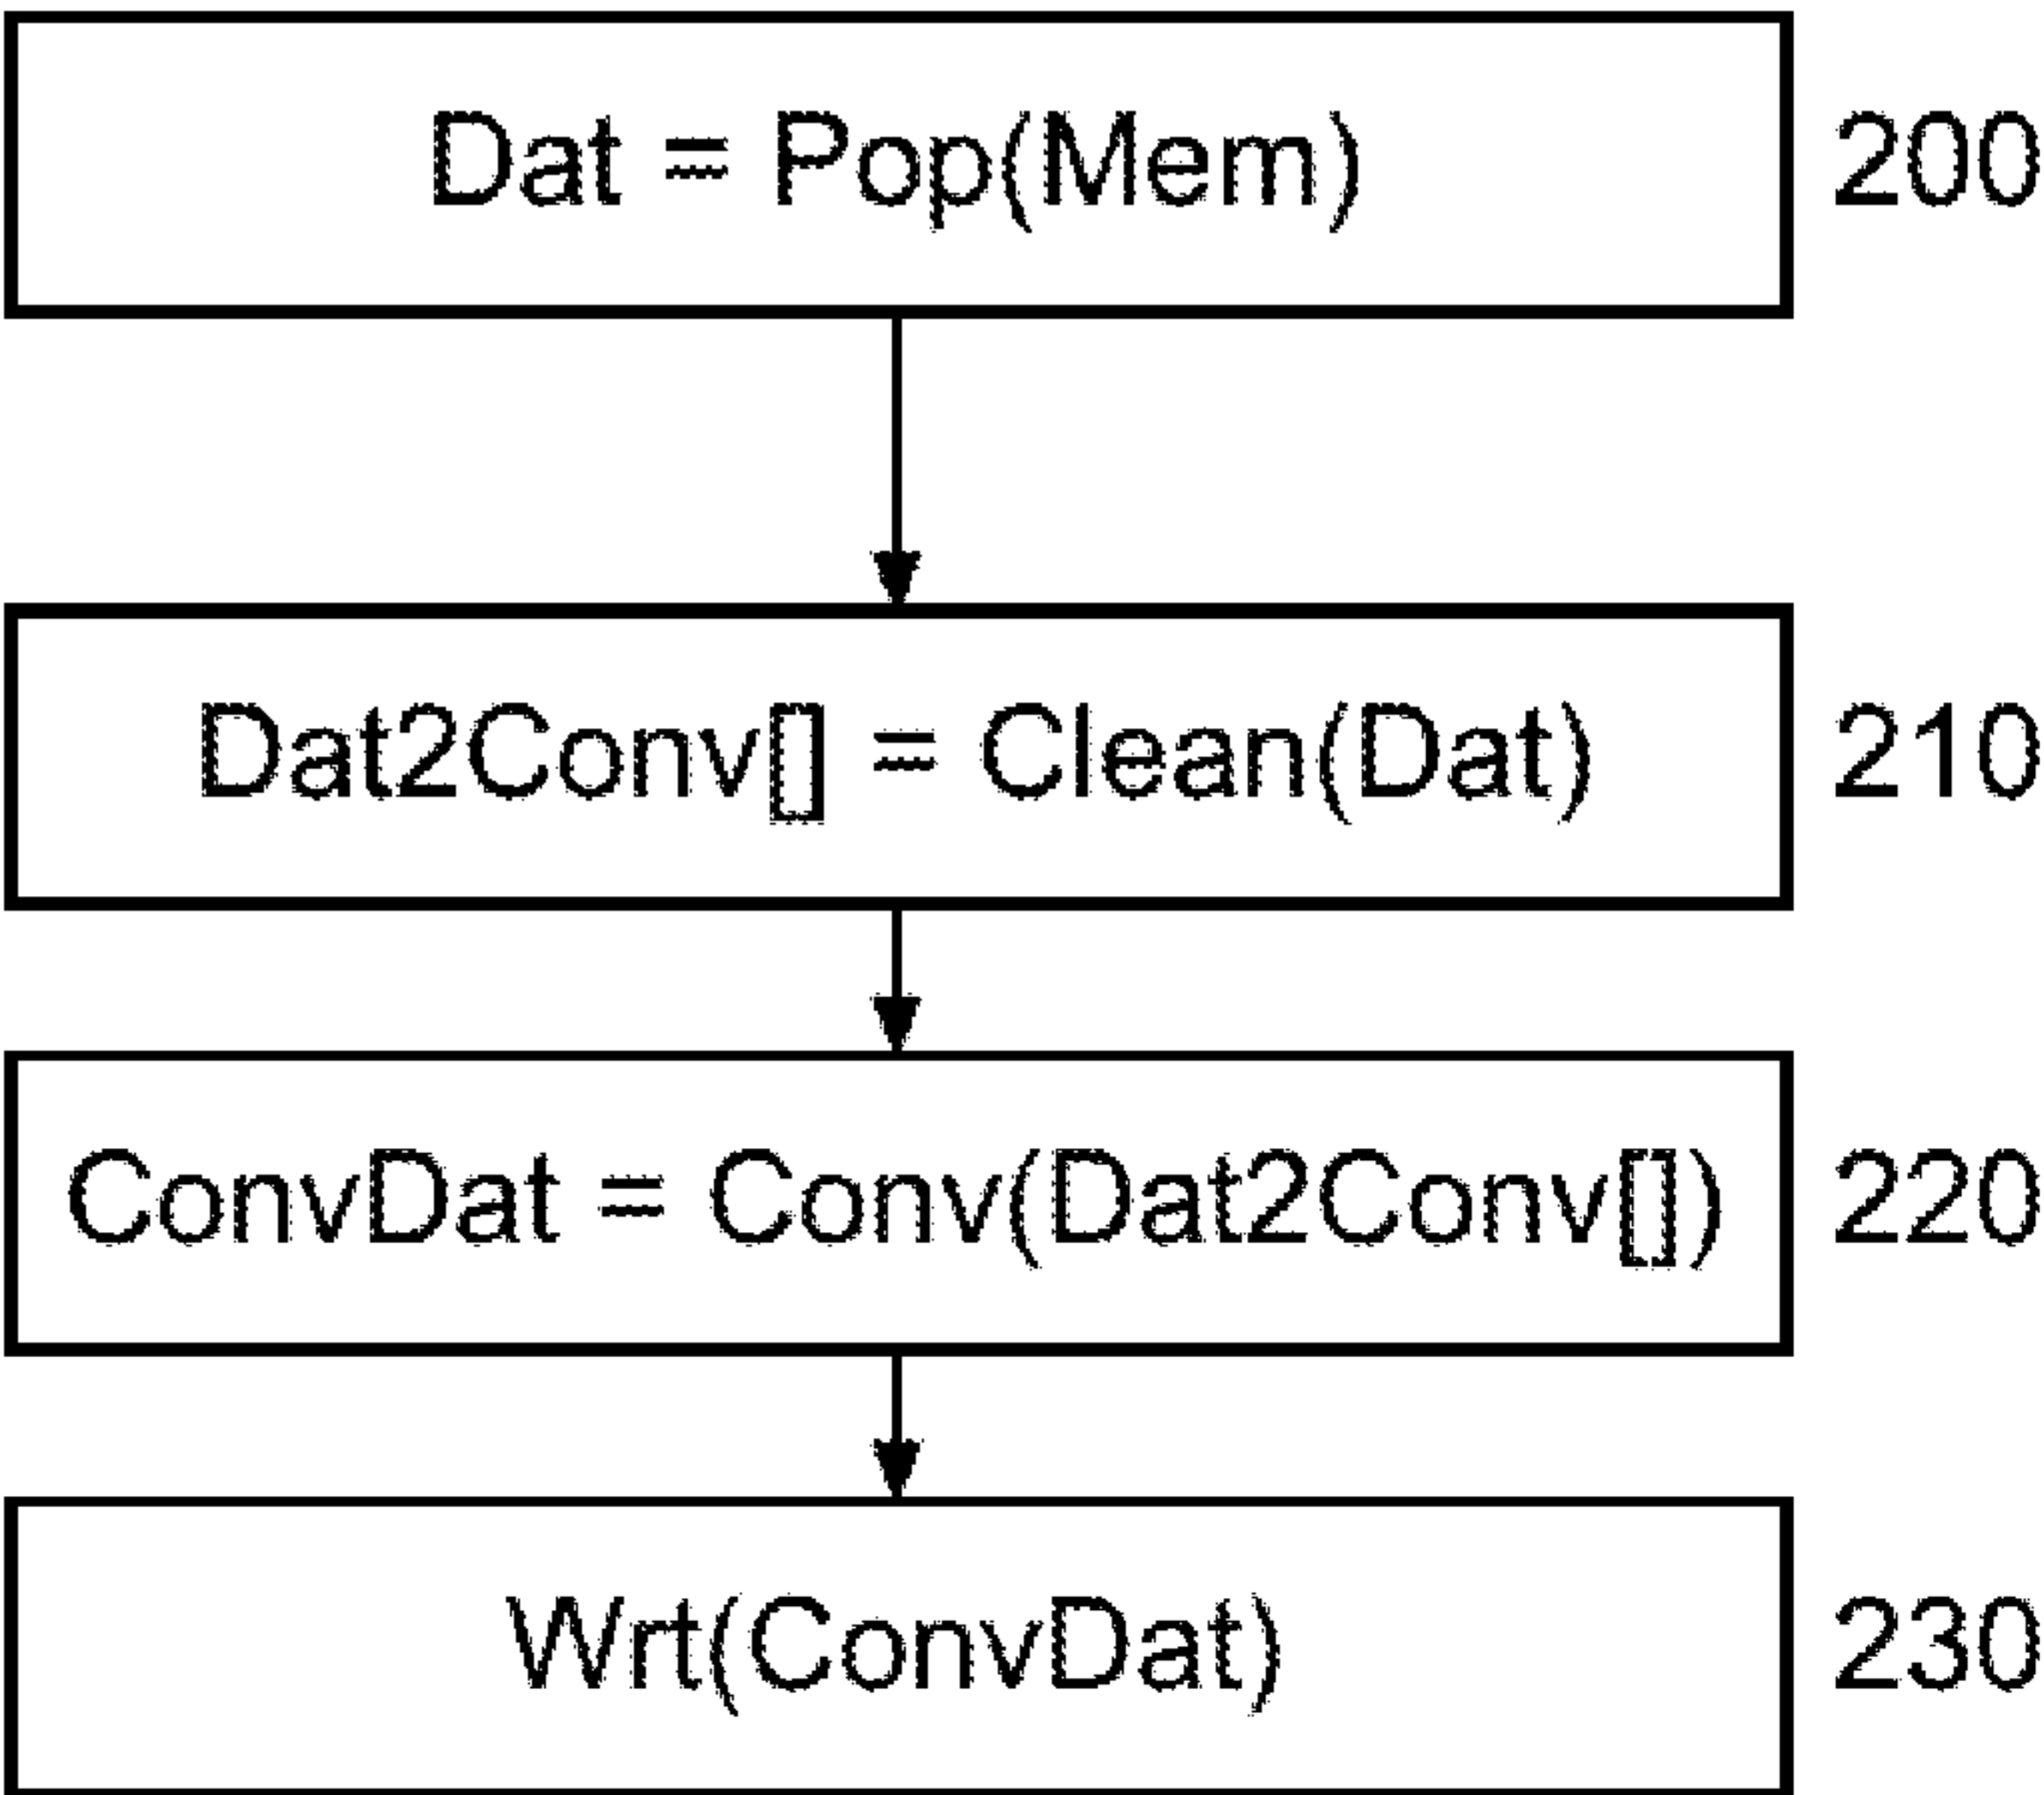 Dat = Pop(Mem) 200
Dat2Conv[] = Clean(Dat) 210
ConvDat = Conv(Dat2Conv[]) 220
Wrt(ConvDat) 230